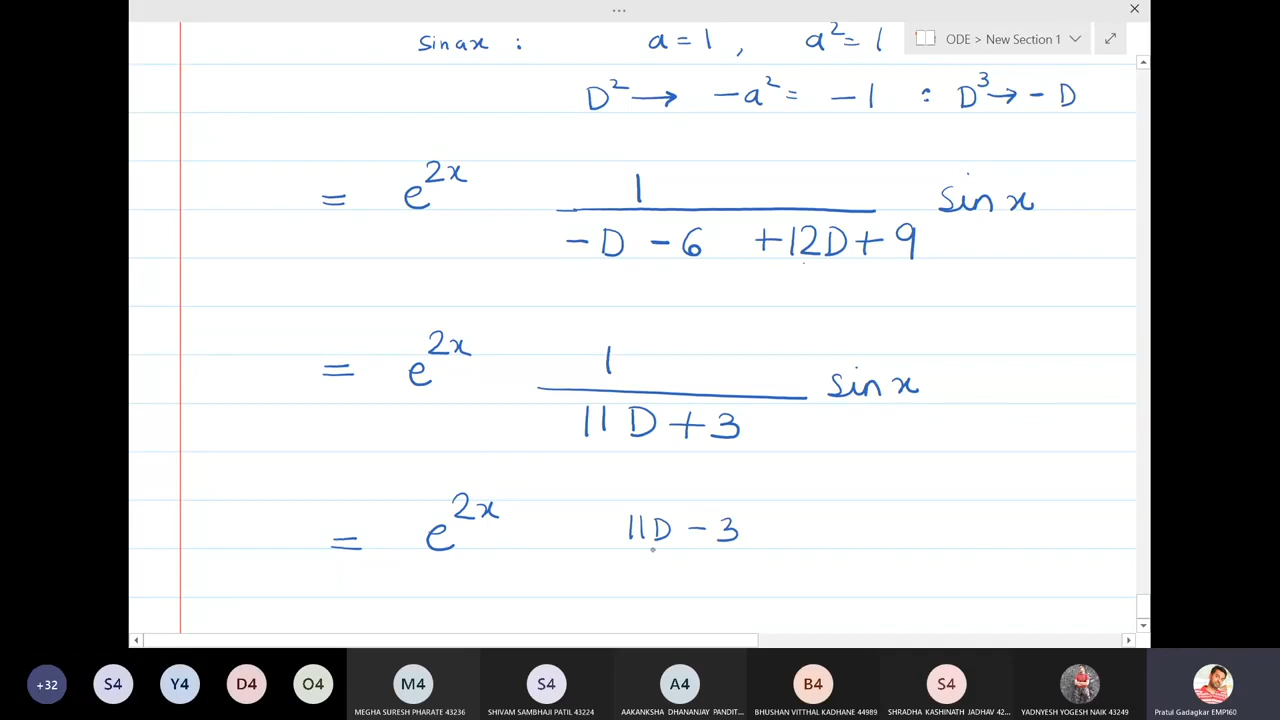 ...
ODE > New Section 1
sin ax : a = 1 , a² = 1
D² → -a² = -1 : D³ → - D
= e^{2x} \frac{1}{-D - 6 + 12D + 9} sin x
= e^{2x} \frac{1}{11D + 3} sin x
= e^{2x} 11D - 3
+32 S4 Y4 D4 O4 M4 S4 A4 B4 S4
MEGHA SURESH PHARATE 43236 SHIVAM SAMBHAJI PATIL 43224 AAKANKSHA DHANANJAY PANDIT... BHUSHAN VITTHAL KADHANE 44989 SHRADHA KASHINATH JADHAV 42... YADNYESH YOGESH NAIK 43249 Pratul Gadagkar EMP160